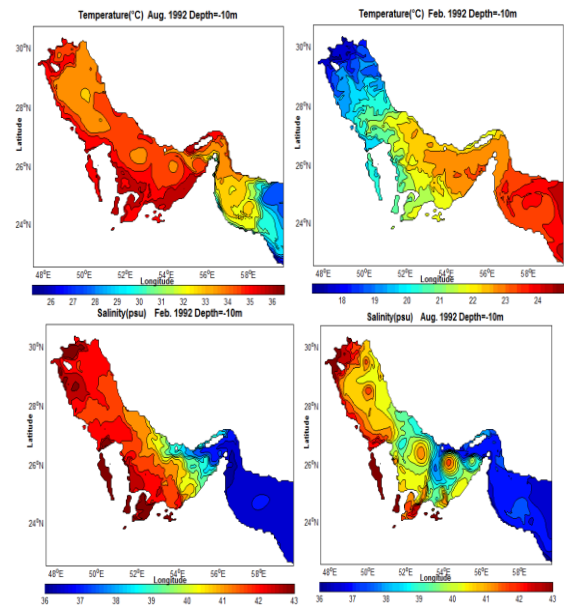 Temperature(°C) Aug. 1992 Depth=-10m
30°N
28°N
26°N
24°N
Latitude
48°E 50°E 52°E 54°E 56°E 58°E
Longitude
26 27 28 29 30 31 32 33 34 35 36
Temperature(°C) Feb. 1992 Depth=-10m
30°N
28°N
26°N
24°N
Latitude
48°E 50°E 52°E 54°E 56°E 58°E
Longitude
18 19 20 21 22 23 24
Salinity(psu) Feb. 1992 Depth=-10m
30°N
28°N
26°N
24°N
Latitude
48°E 50°E 52°E 54°E 56°E 58°E
Longitude
36 37 38 39 40 41 42 43
Salinity(psu) Aug. 1992 Depth=-10m
30°N
28°N
26°N
24°N
Latitude
48°E 50°E 52°E 54°E 56°E 58°E
Longitude
36 37 38 39 40 41 42 43